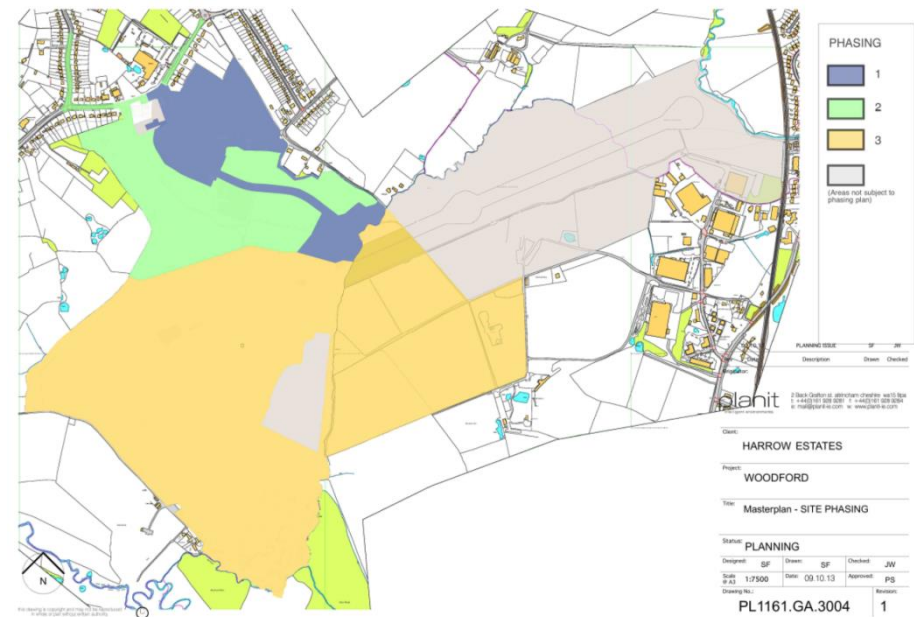 PHASING
1
2
3
(Areas not subject to
phasing plan)
PLANNING ISSUE SF JW
Description Drawn Checked
planit
Client:
HARROW ESTATES
Project:
WOODFORD
Title:
Masterplan - SITE PHASING
Status:
PLANNING
Designed: SF Drawn: SF Checked: JW
Scale @ A3 1:7500 Date: 09.10.13 Approved: PS
Drawing No.: Revision:
PL1161.GA.3004 1
N